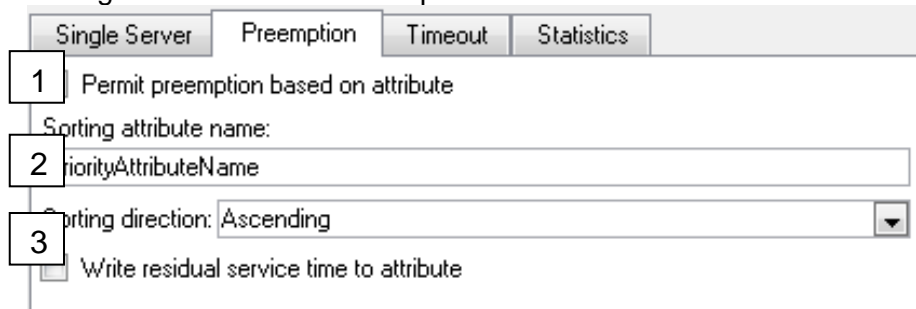 Single Server Preemption Timeout Statistics
1 Permit preemption based on attribute
Sorting attribute name:
2 riorityAttributeName
3 orting direction: Ascending
Write residual service time to attribute